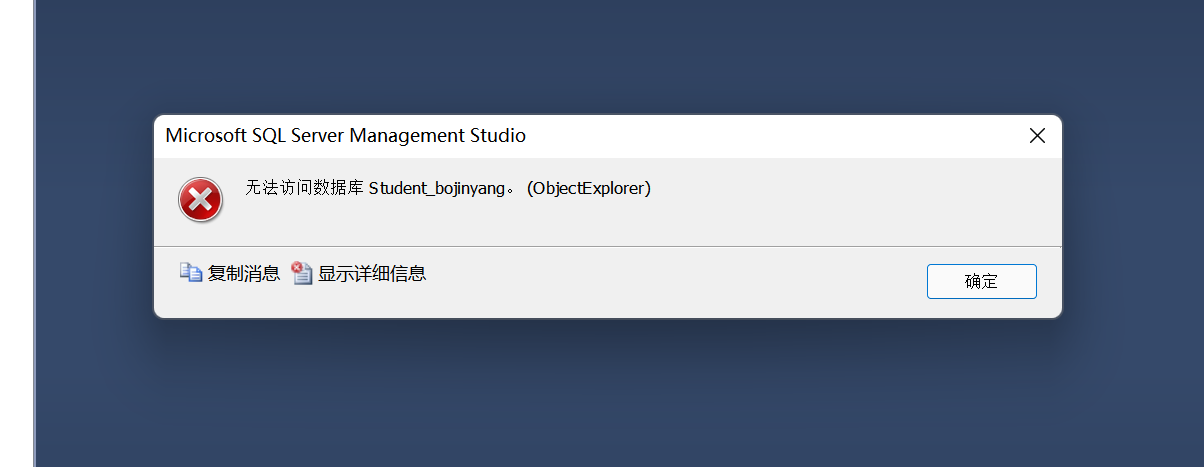 Microsoft SQL Server Management Studio
无法访问数据库 Student_bojinyang。 (ObjectExplorer)
复制消息 显示详细信息
确定